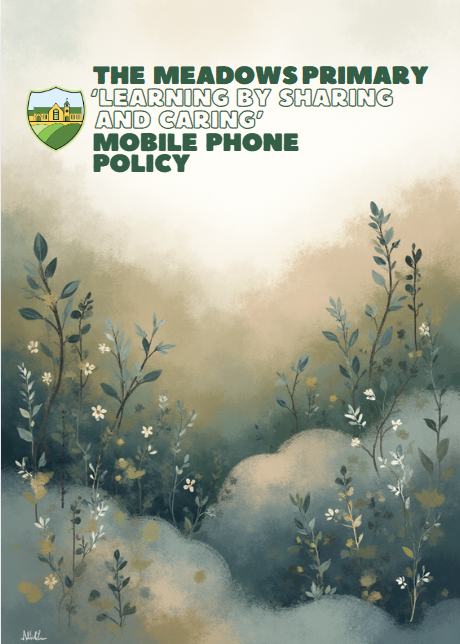 THE MEADOWS PRIMARY
‘LEARNING BY SHARING
AND CARING’
MOBILE PHONE
POLICY